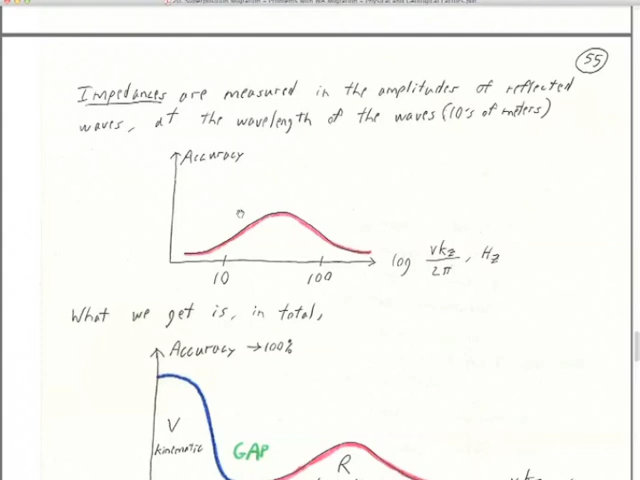 55
Impedances are measured in the amplitudes of reflected
waves, at the wavelength of the waves (10's of meters)
Accuracy
10 100 log vkz/2π, Hz
What we get is, in total,
Accuracy → 100%
V
kinematic GAP
R